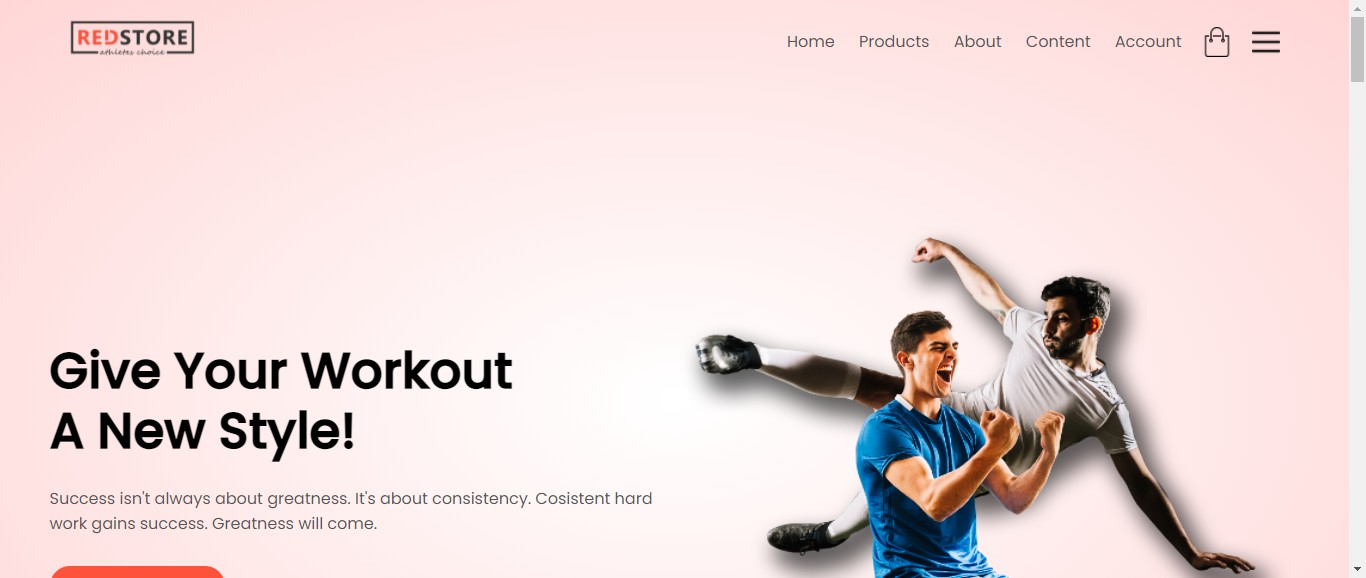 REDSTORE
athletes choice
Home Products About Content Account
Give Your Workout
A New Style!
Success isn't always about greatness. It's about consistency. Cosistent hard
work gains success. Greatness will come.